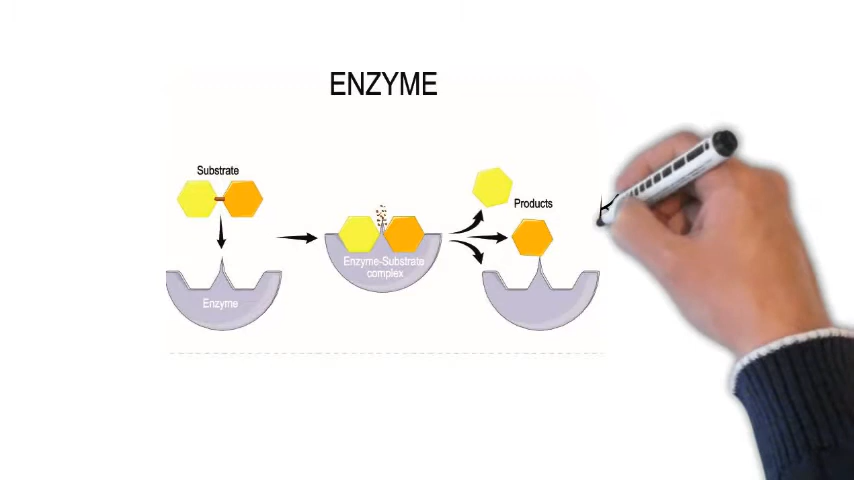 ENZYME
Substrate
Products
Enzyme-Substrate
complex
Enzyme